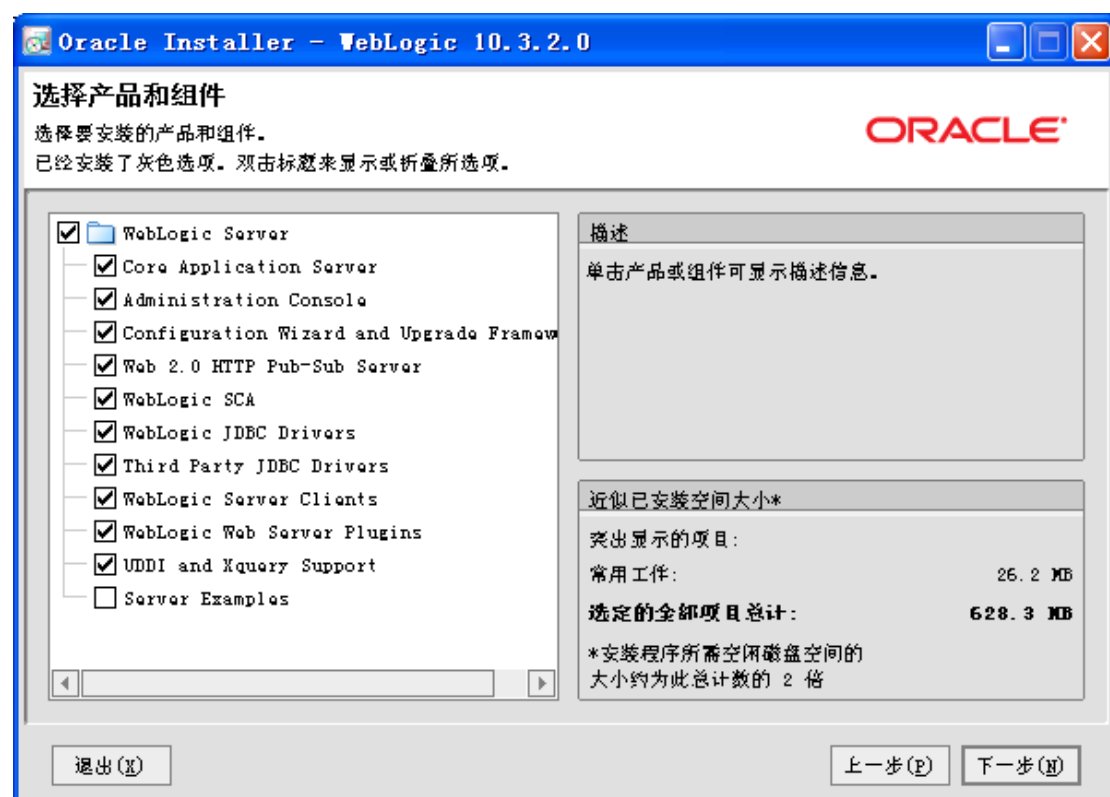 Oracle Installer - WebLogic 10.3.2.0
选择产品和组件
选择要安装的产品和组件。
已经安装了灰色选项。双击标题来显示或折叠所选项。
ORACLE
WebLogic Server
Core Application Server
Administration Console
Configuration Wizard and Upgrade Framew
Web 2.0 HTTP Pub-Sub Server
WebLogic SCA
WebLogic JDBC Drivers
Third Party JDBC Drivers
WebLogic Server Clients
WebLogic Web Server Plugins
UDDI and Xquery Support
Server Examples
描述
单击产品或组件可显示描述信息。
近似已安装空间大小*
突出显示的项目:
常用工件: 26.2 MB
选定的全部项目总计: 628.3 MB
*安装程序所需空闲磁盘空间的
大小约为此总计数的 2 倍
退出(X)
上一步(P)
下一步(N)